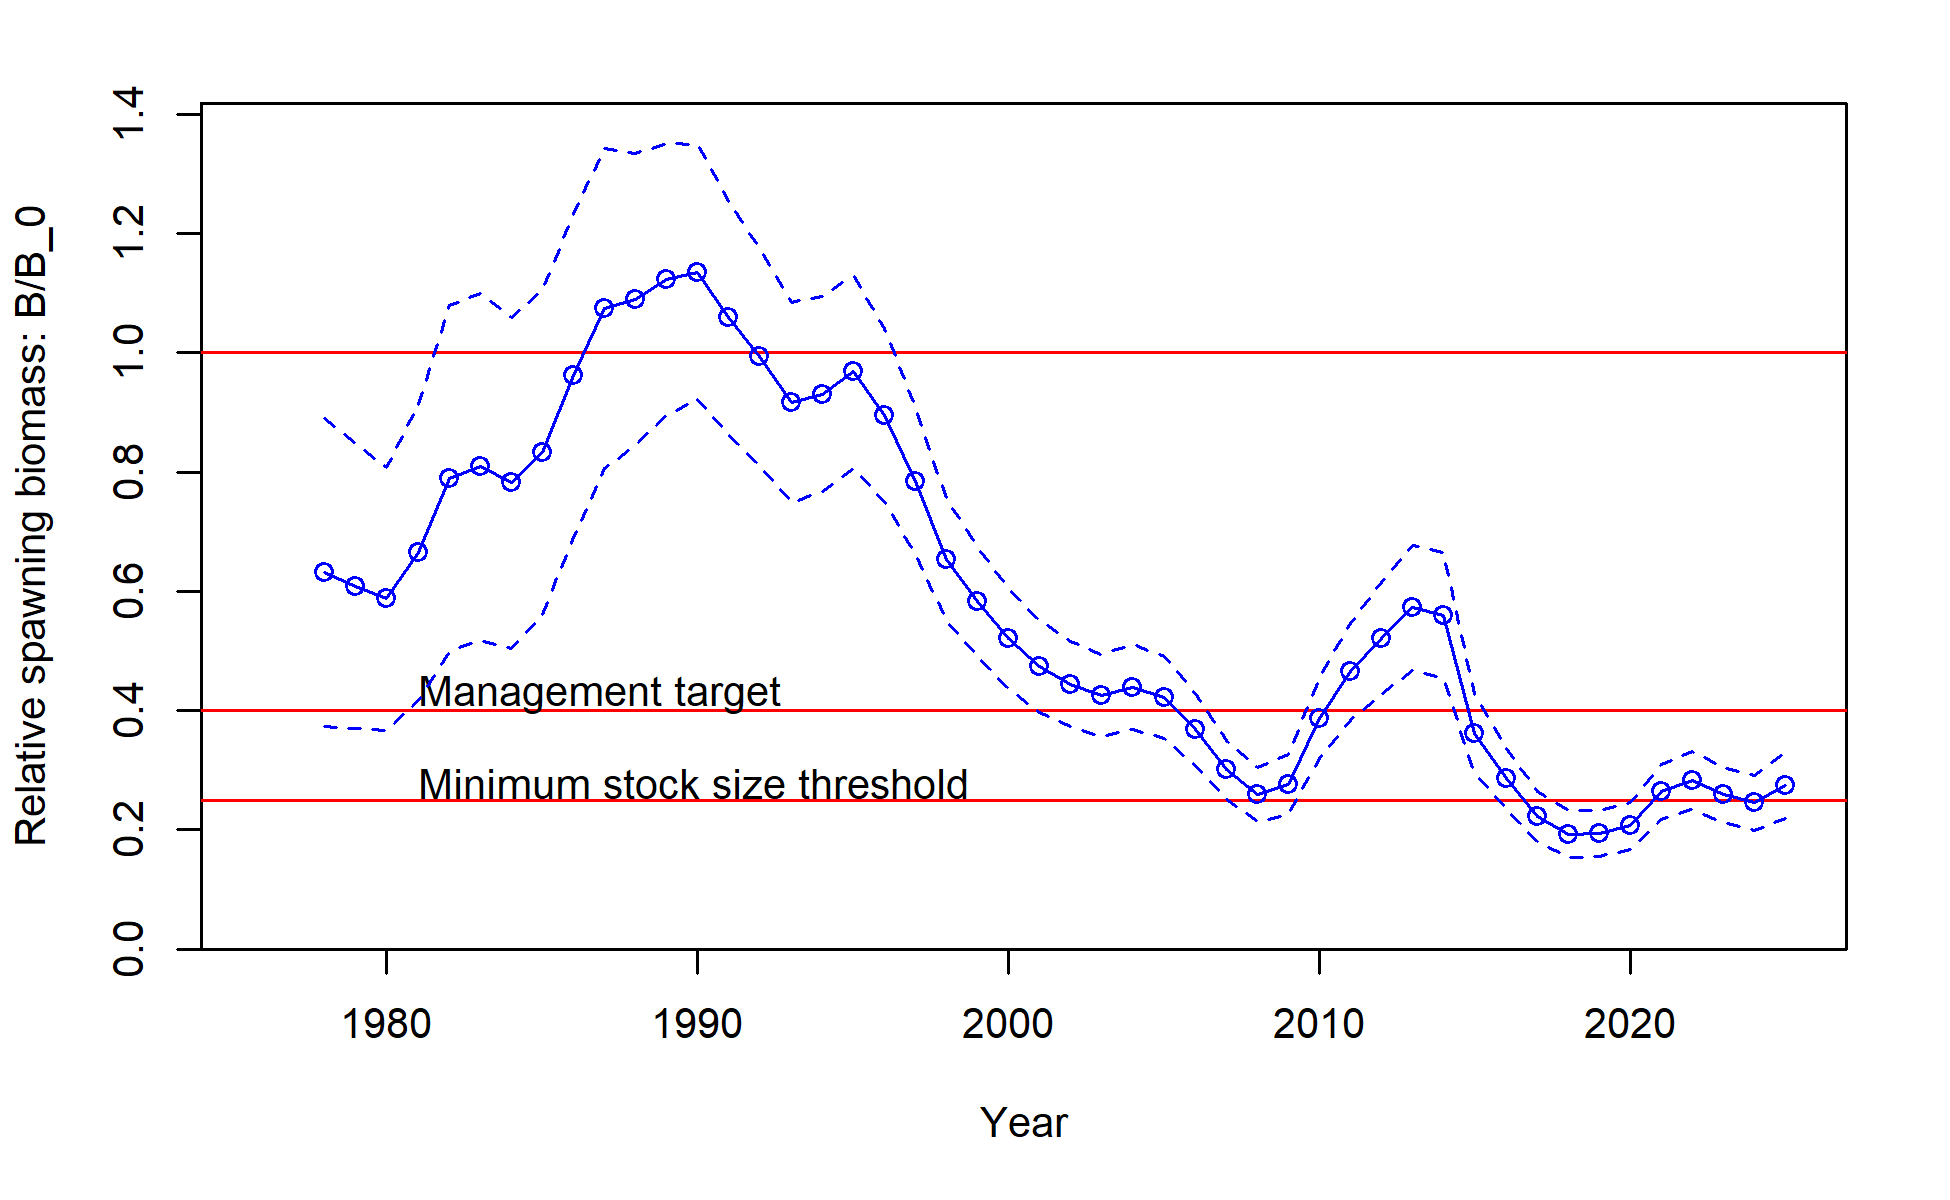 1.4
1.2
1.0
0.8
0.6
0.4
0.2
0.0
Relative spawning biomass: B/B_0
Management target
Minimum stock size threshold
1980 1990 2000 2010 2020
Year